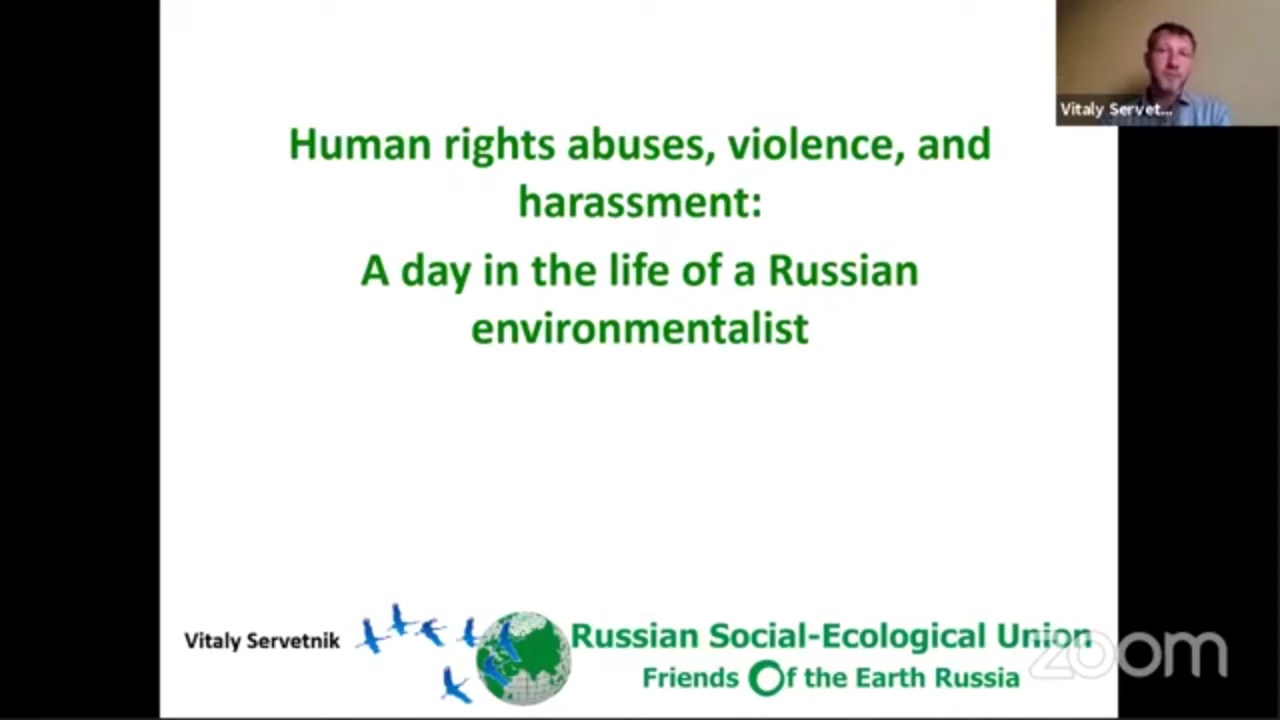 Vitaly Servet...
Human rights abuses, violence, and
harassment:
A day in the life of a Russian
environmentalist
Vitaly Servetnik
Russian Social-Ecological Union
Friends Of the Earth Russia
zoom